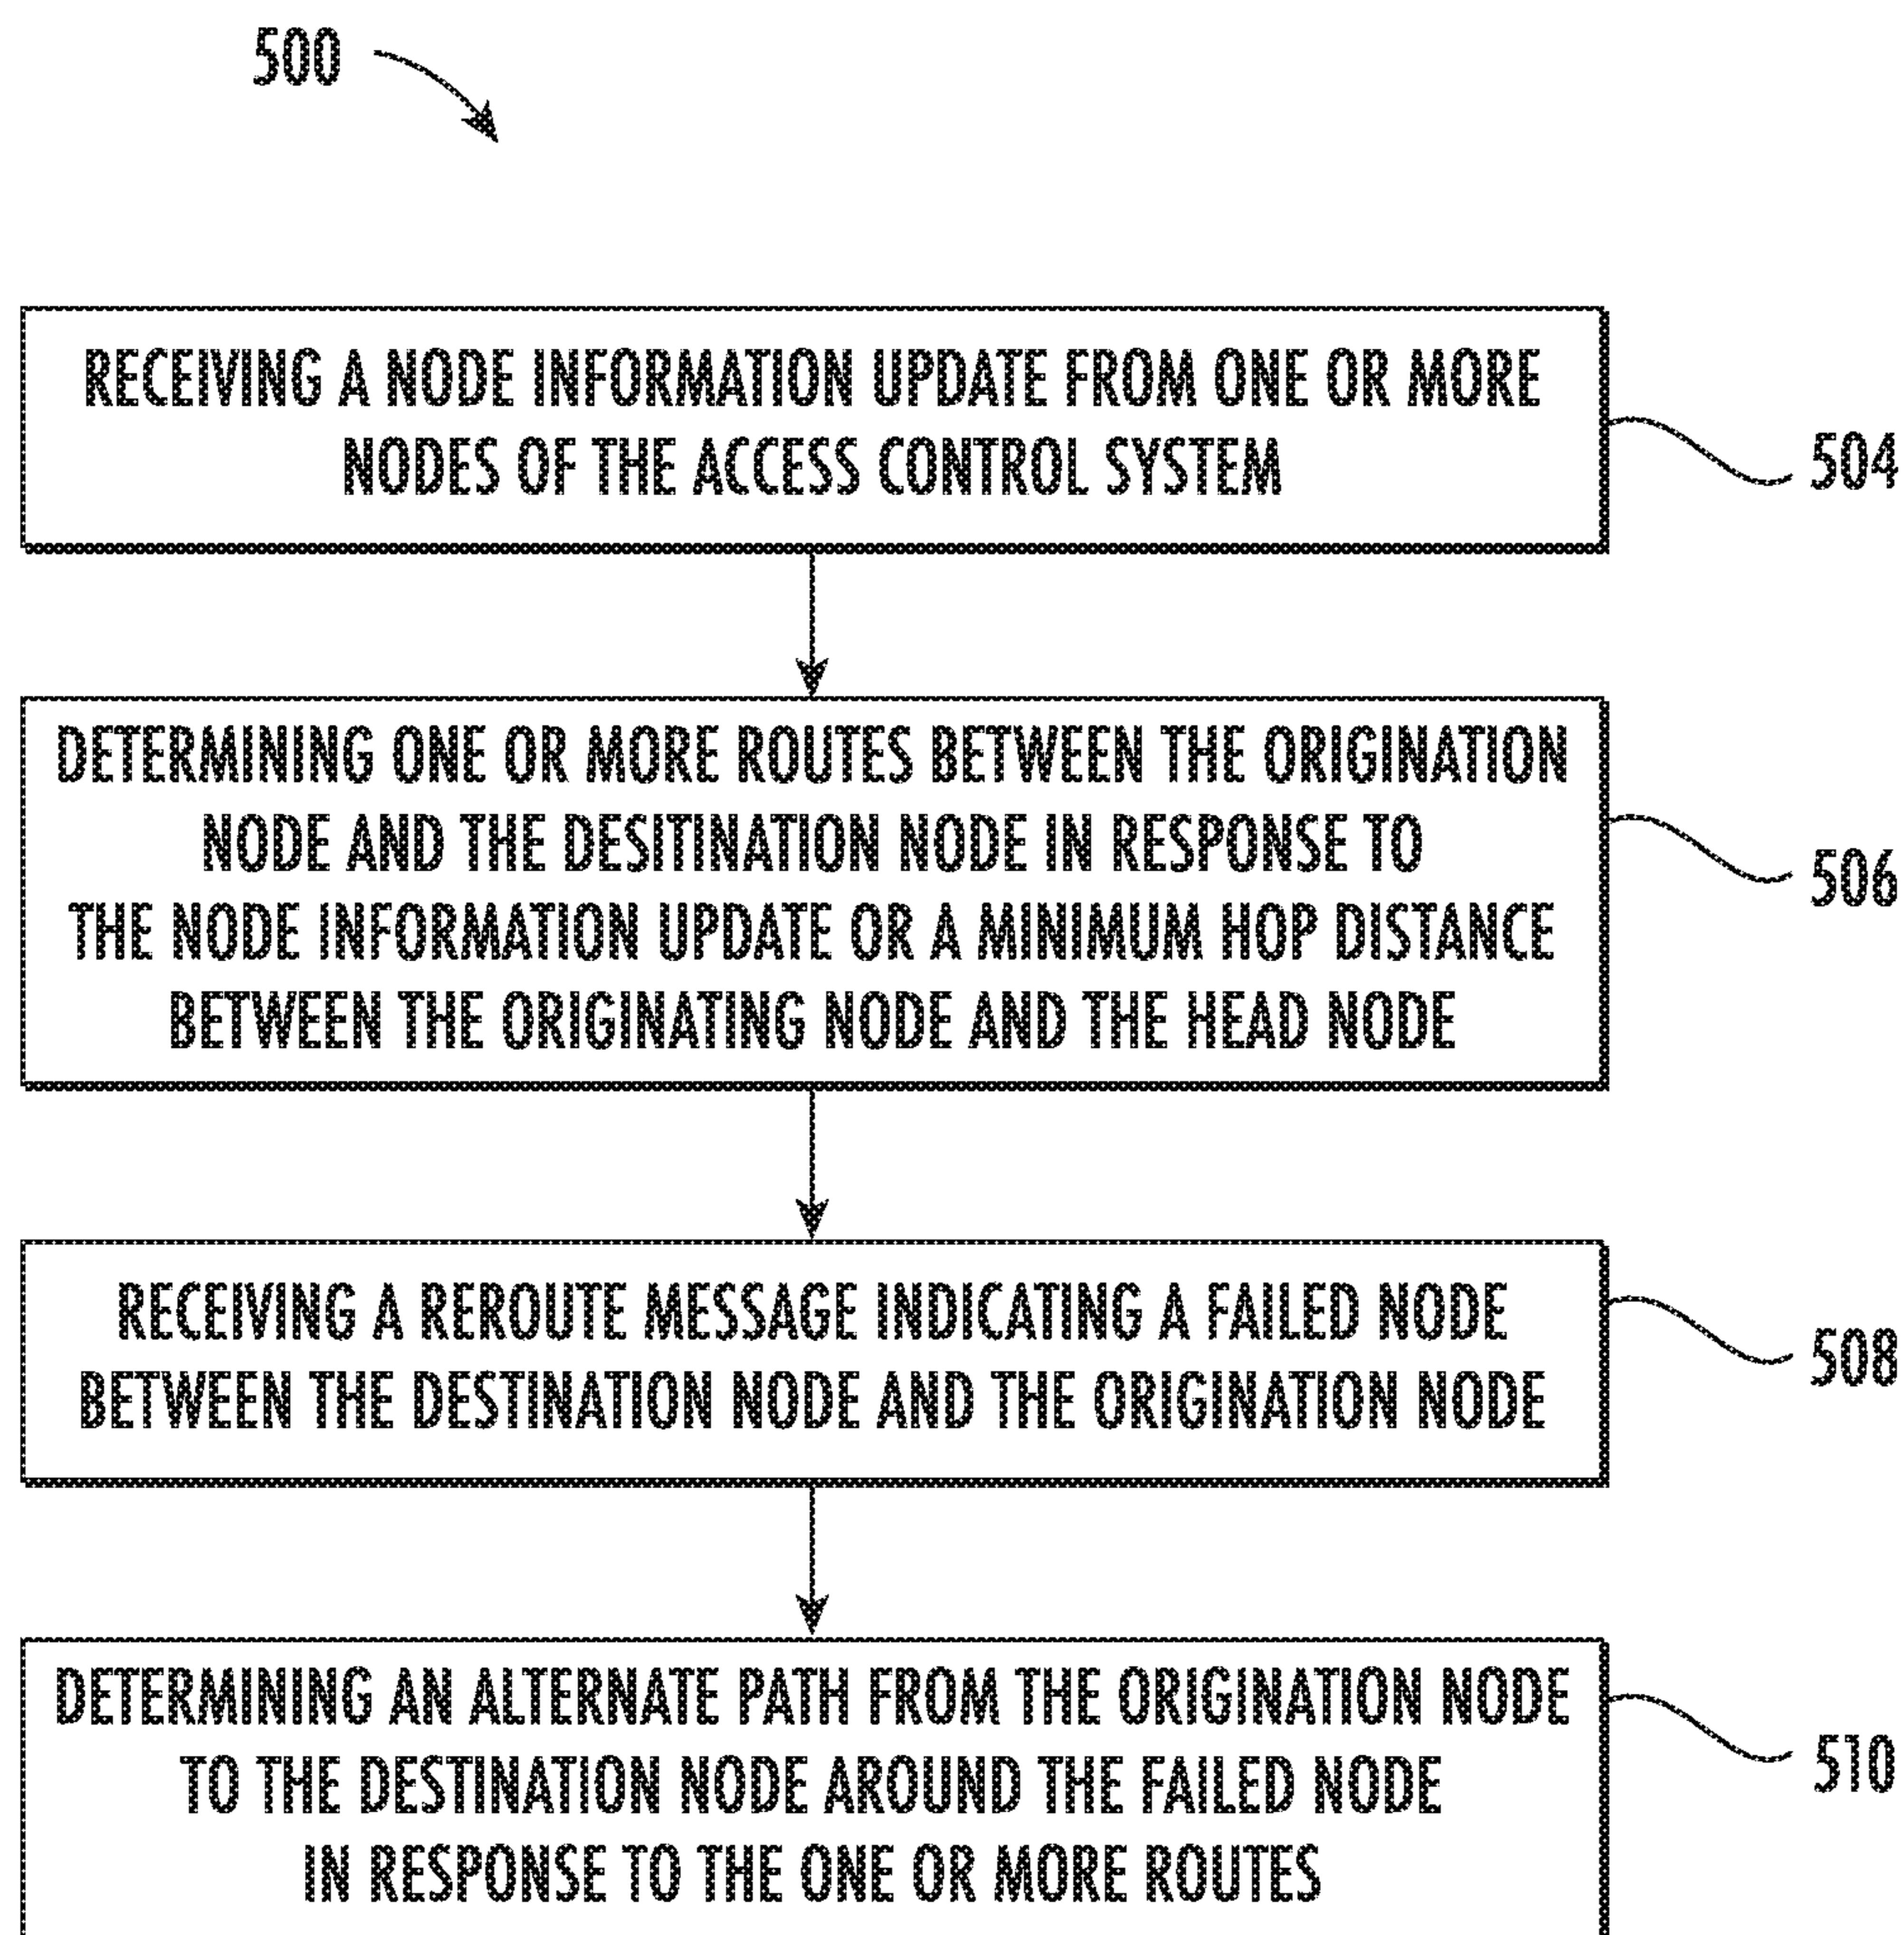 500
RECEIVING A NODE INFORMATION UPDATE FROM ONE OR MORE
NODES OF THE ACCESS CONTROL SYSTEM
504
DETERMINING ONE OR MORE ROUTES BETWEEN THE ORIGINATION
NODE AND THE DESITINATION NODE IN RESPONSE TO
THE NODE INFORMATION UPDATE OR A MINIMUM HOP DISTANCE
BETWEEN THE ORIGINATING NODE AND THE HEAD NODE
506
RECEIVING A REROUTE MESSAGE INDICATING A FAILED NODE
BETWEEN THE DESTINATION NODE AND THE ORIGINATION NODE
508
DETERMINING AN ALTERNATE PATH FROM THE ORIGINATION NODE
TO THE DESTINATION NODE AROUND THE FAILED NODE
IN RESPONSE TO THE ONE OR MORE ROUTES
510